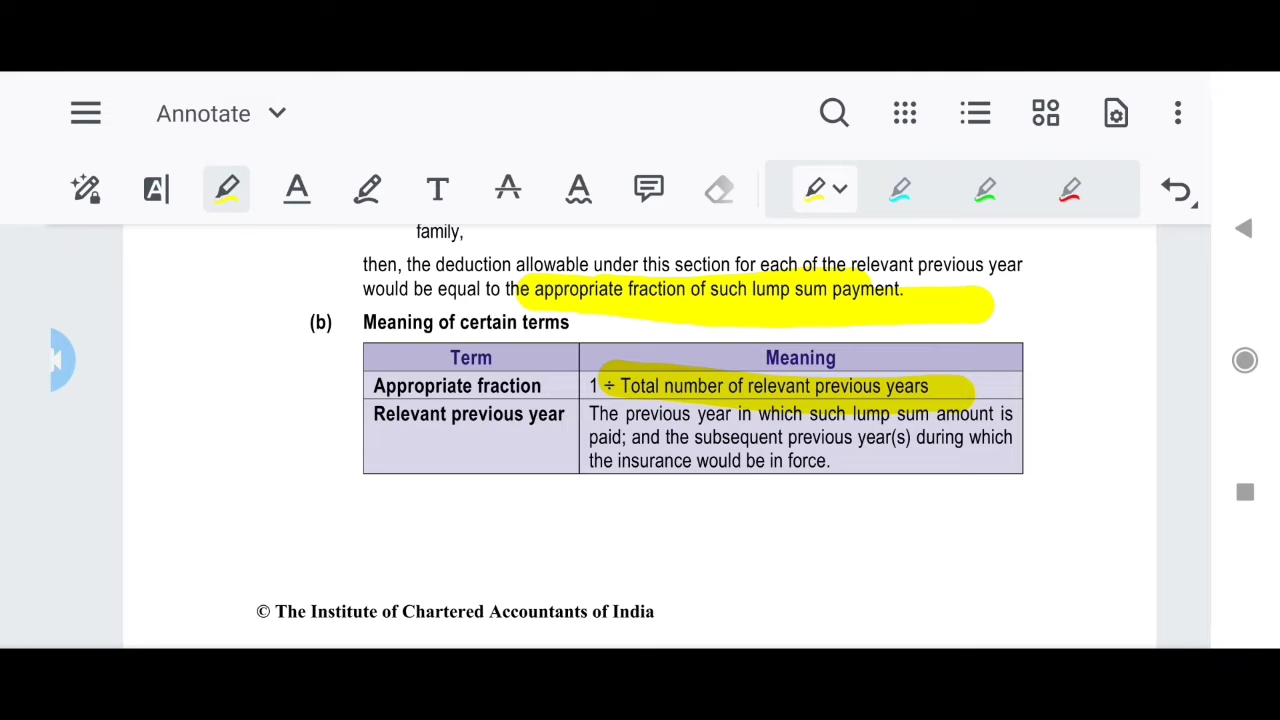 Annotate
A
A
T
A
A
family,
then, the deduction allowable under this section for each of the relevant previous year
would be equal to the appropriate fraction of such lump sum payment.
(b) Meaning of certain terms
Term Meaning
Appropriate fraction 1 ÷ Total number of relevant previous years
Relevant previous year The previous year in which such lump sum amount is
paid; and the subsequent previous year(s) during which
the insurance would be in force.
© The Institute of Chartered Accountants of India